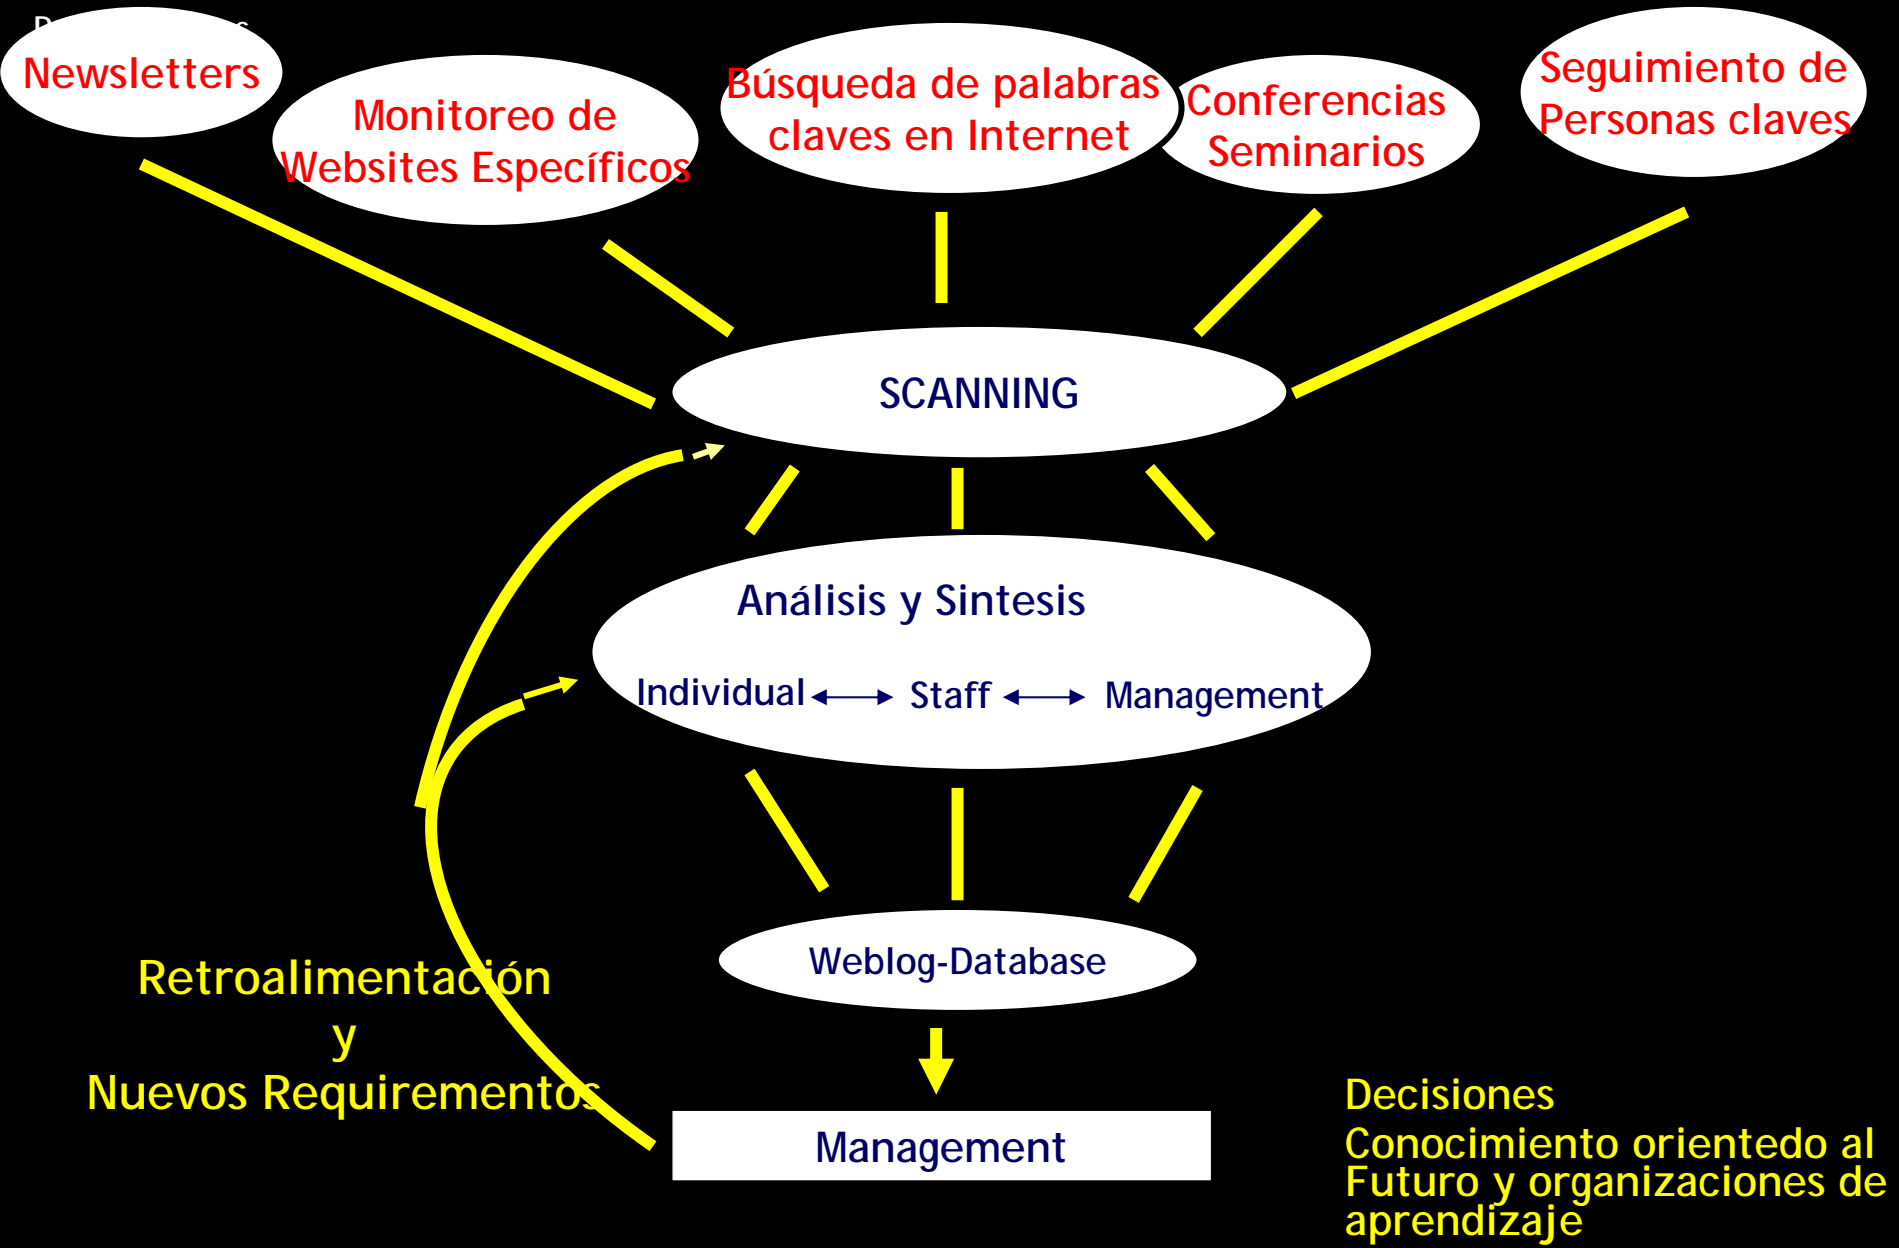 Newsletters
Monitoreo de
Websites Específicos
Búsqueda de palabras
claves en Internet
Conferencias
Seminarios
Seguimiento de
Personas claves
SCANNING
Análisis y Sintesis
Individual Staff Management
Weblog-Database
Retroalimentación
y
Nuevos Requirementos
Management
Decisiones
Conocimiento orientedo al
Futuro y organizaciones de
aprendizaje